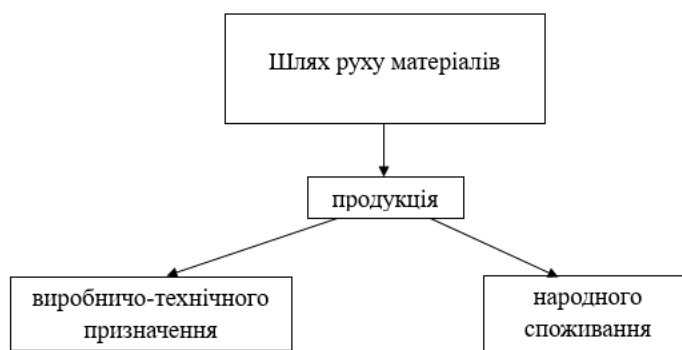 Шлях руху матеріалів
продукція
виробничо-технічного
призначення
народного
споживання